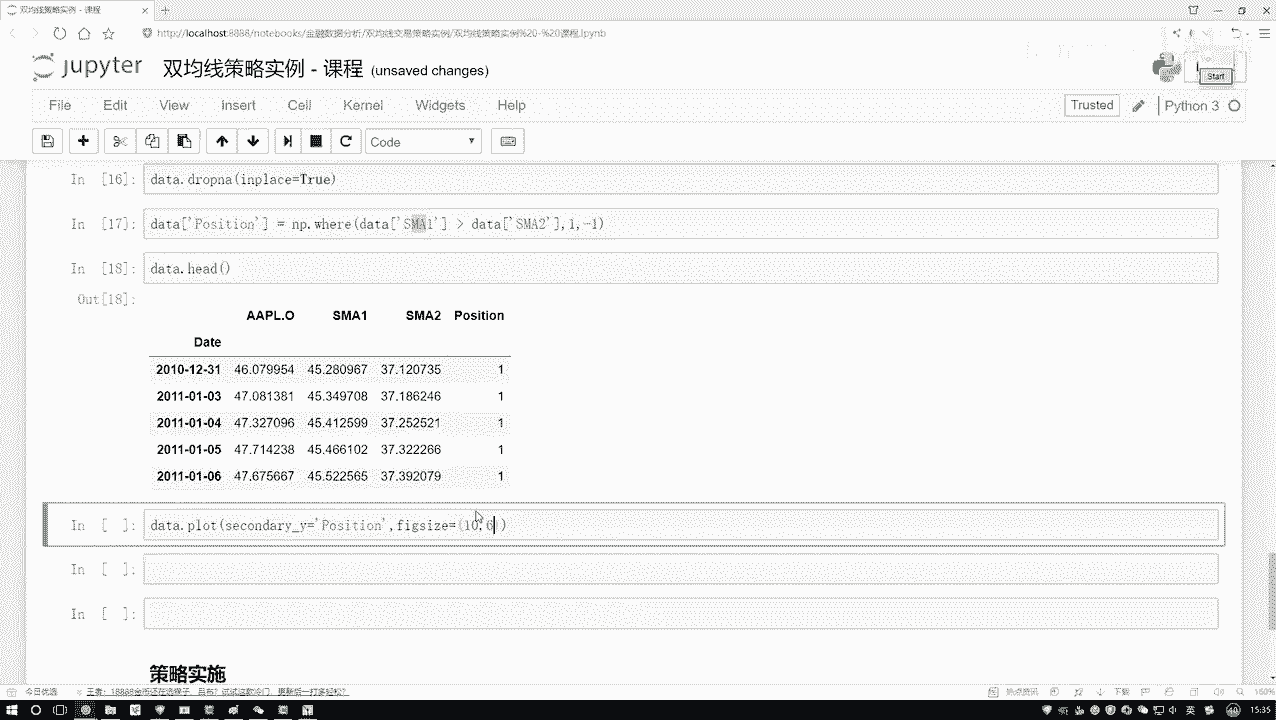 双均线策略实例 - 课程
http://localhost:8888/notebooks/金融数据分析/双均线交易策略实例/双均线策略实例%20-%20课程.ipynb
jupyter 双均线策略实例 - 课程 (unsaved changes)
Start
File Edit View Insert Cell Kernel Widgets Help Trusted Python 3
Code
In [16]: data.dropna(inplace=True)
In [17]: data['Position'] = np.where(data['SMA1'] > data['SMA2'],1,-1)
In [18]: data.head()
Out[18]:
AAPL.O SMA1 SMA2 Position
Date
2010-12-31 46.079954 45.280967 37.120735 1
2011-01-03 47.081381 45.349708 37.186246 1
2011-01-04 47.327096 45.412599 37.252521 1
2011-01-05 47.714238 45.466102 37.322266 1
2011-01-06 47.675667 45.522565 37.392079 1
In [ ]: data.plot(secondary_y='Position',figsize=(10,6))
In [ ]:
In [ ]:
策略实施
今日优选
热点资讯 下载 160%
英 15:35